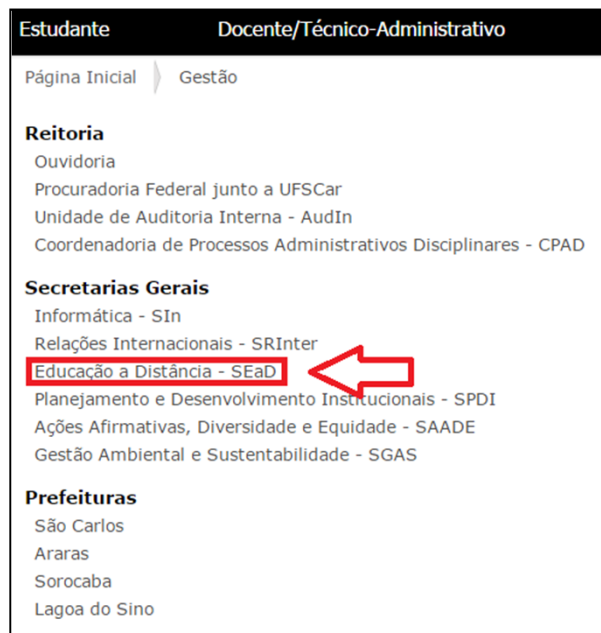 Estudante Docente/Técnico-Administrativo
Página Inicial Gestão
Reitoria
Ouvidoria
Procuradoria Federal junto a UFSCar
Unidade de Auditoria Interna - AudIn
Coordenadoria de Processos Administrativos Disciplinares - CPAD
Secretarias Gerais
Informática - SIn
Relações Internacionais - SRInter
Educação a Distância - SEaD
Planejamento e Desenvolvimento Institucionais - SPDI
Ações Afirmativas, Diversidade e Equidade - SAADE
Gestão Ambiental e Sustentabilidade - SGAS
Prefeituras
São Carlos
Araras
Sorocaba
Lagoa do Sino